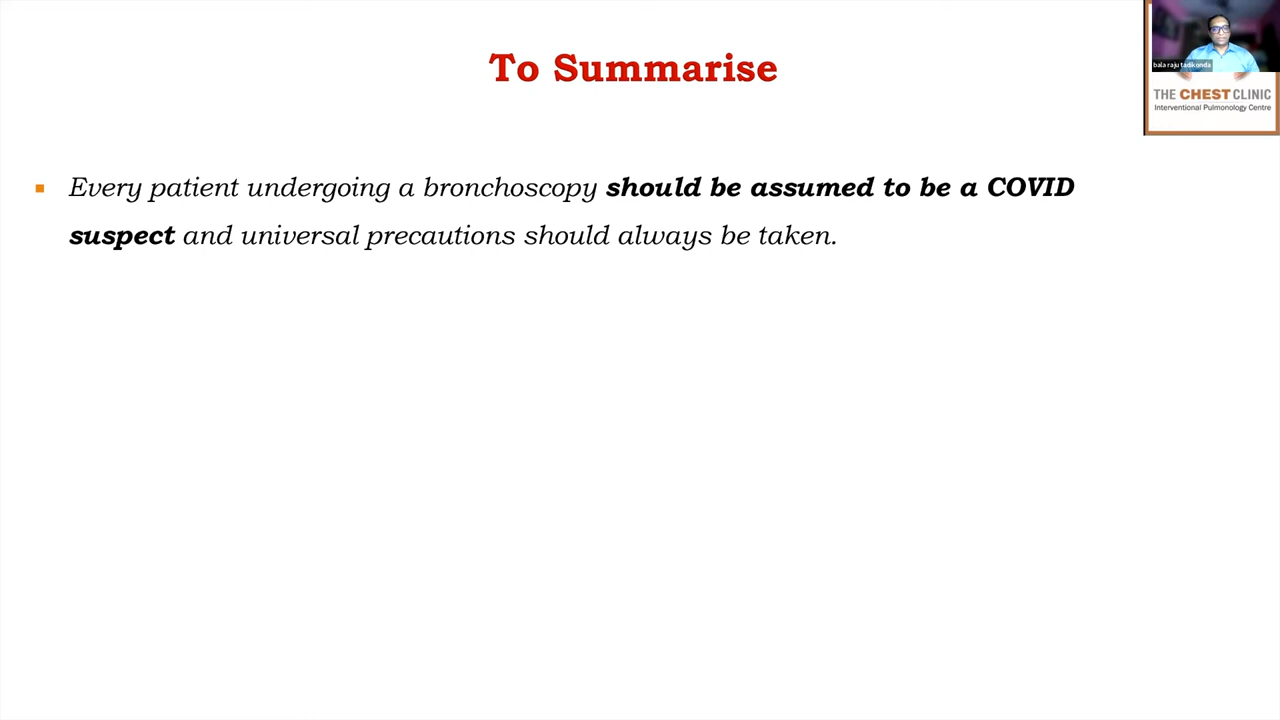 To Summarise
bala raju tadikonda
THE CHEST CLINIC
Interventional Pulmonology Centre
▪ Every patient undergoing a bronchoscopy should be assumed to be a COVID
suspect and universal precautions should always be taken.